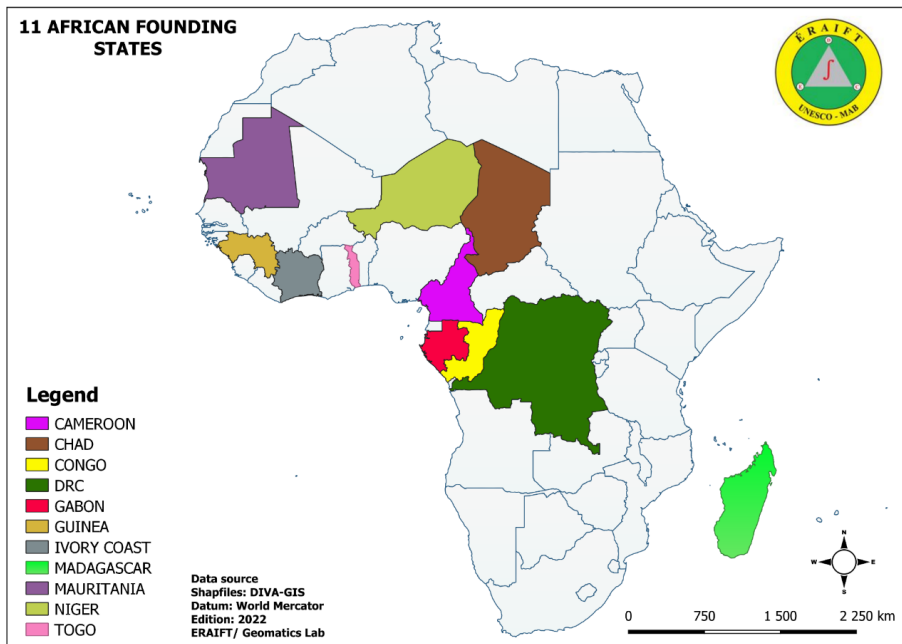 11 AFRICAN FOUNDING
STATES
ÉRAIFT
UNESCO - MAB
Legend
CAMEROON
CHAD
CONGO
DRC
GABON
GUINEA
IVORY COAST
MADAGASCAR
MAURITANIA
NIGER
TOGO
Data source
Shapfiles: DIVA-GIS
Datum: World Mercator
Edition: 2022
ERAIFT/ Geomatics Lab
N
W E
S
0 750 1 500 2 250 km